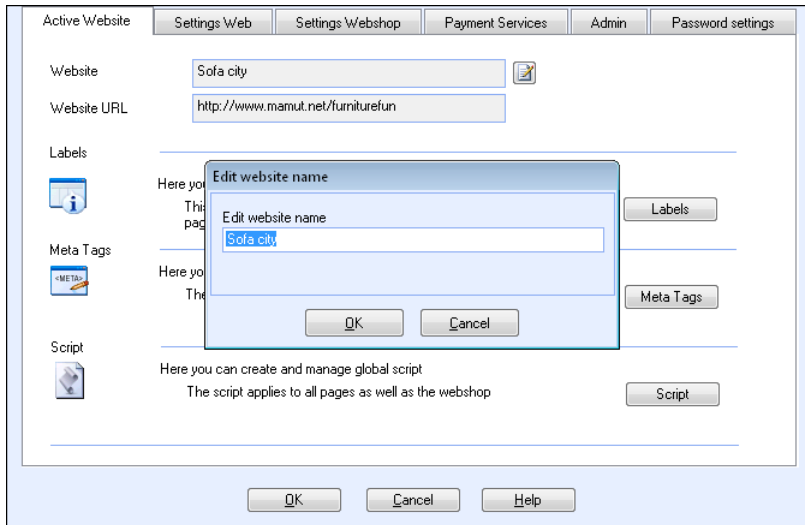 Active Website Settings Web Settings Webshop Payment Services Admin Password settings
Website Sofa city
Website URL http://www.mamut.net/furniturefun
Labels
Here you
This
pag
Labels
Edit website name
Edit website name
Sofa city
OK Cancel
Meta Tags
<META>
Here yo
The
Meta Tags
Script
Here you can create and manage global script
The script applies to all pages as well as the webshop
Script
OK Cancel Help